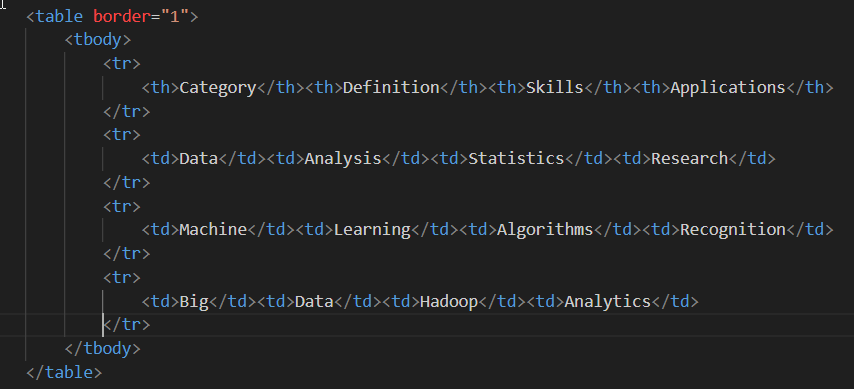 <table border="1">
<tbody>
<tr>
<th>Category</th><th>Definition</th><th>Skills</th><th>Applications</th>
</tr>
<tr>
<td>Data</td><td>Analysis</td><td>Statistics</td><td>Research</td>
</tr>
<tr>
<td>Machine</td><td>Learning</td><td>Algorithms</td><td>Recognition</td>
</tr>
<tr>
<td>Big</td><td>Data</td><td>Hadoop</td><td>Analytics</td>
</tr>
</tbody>
</table>